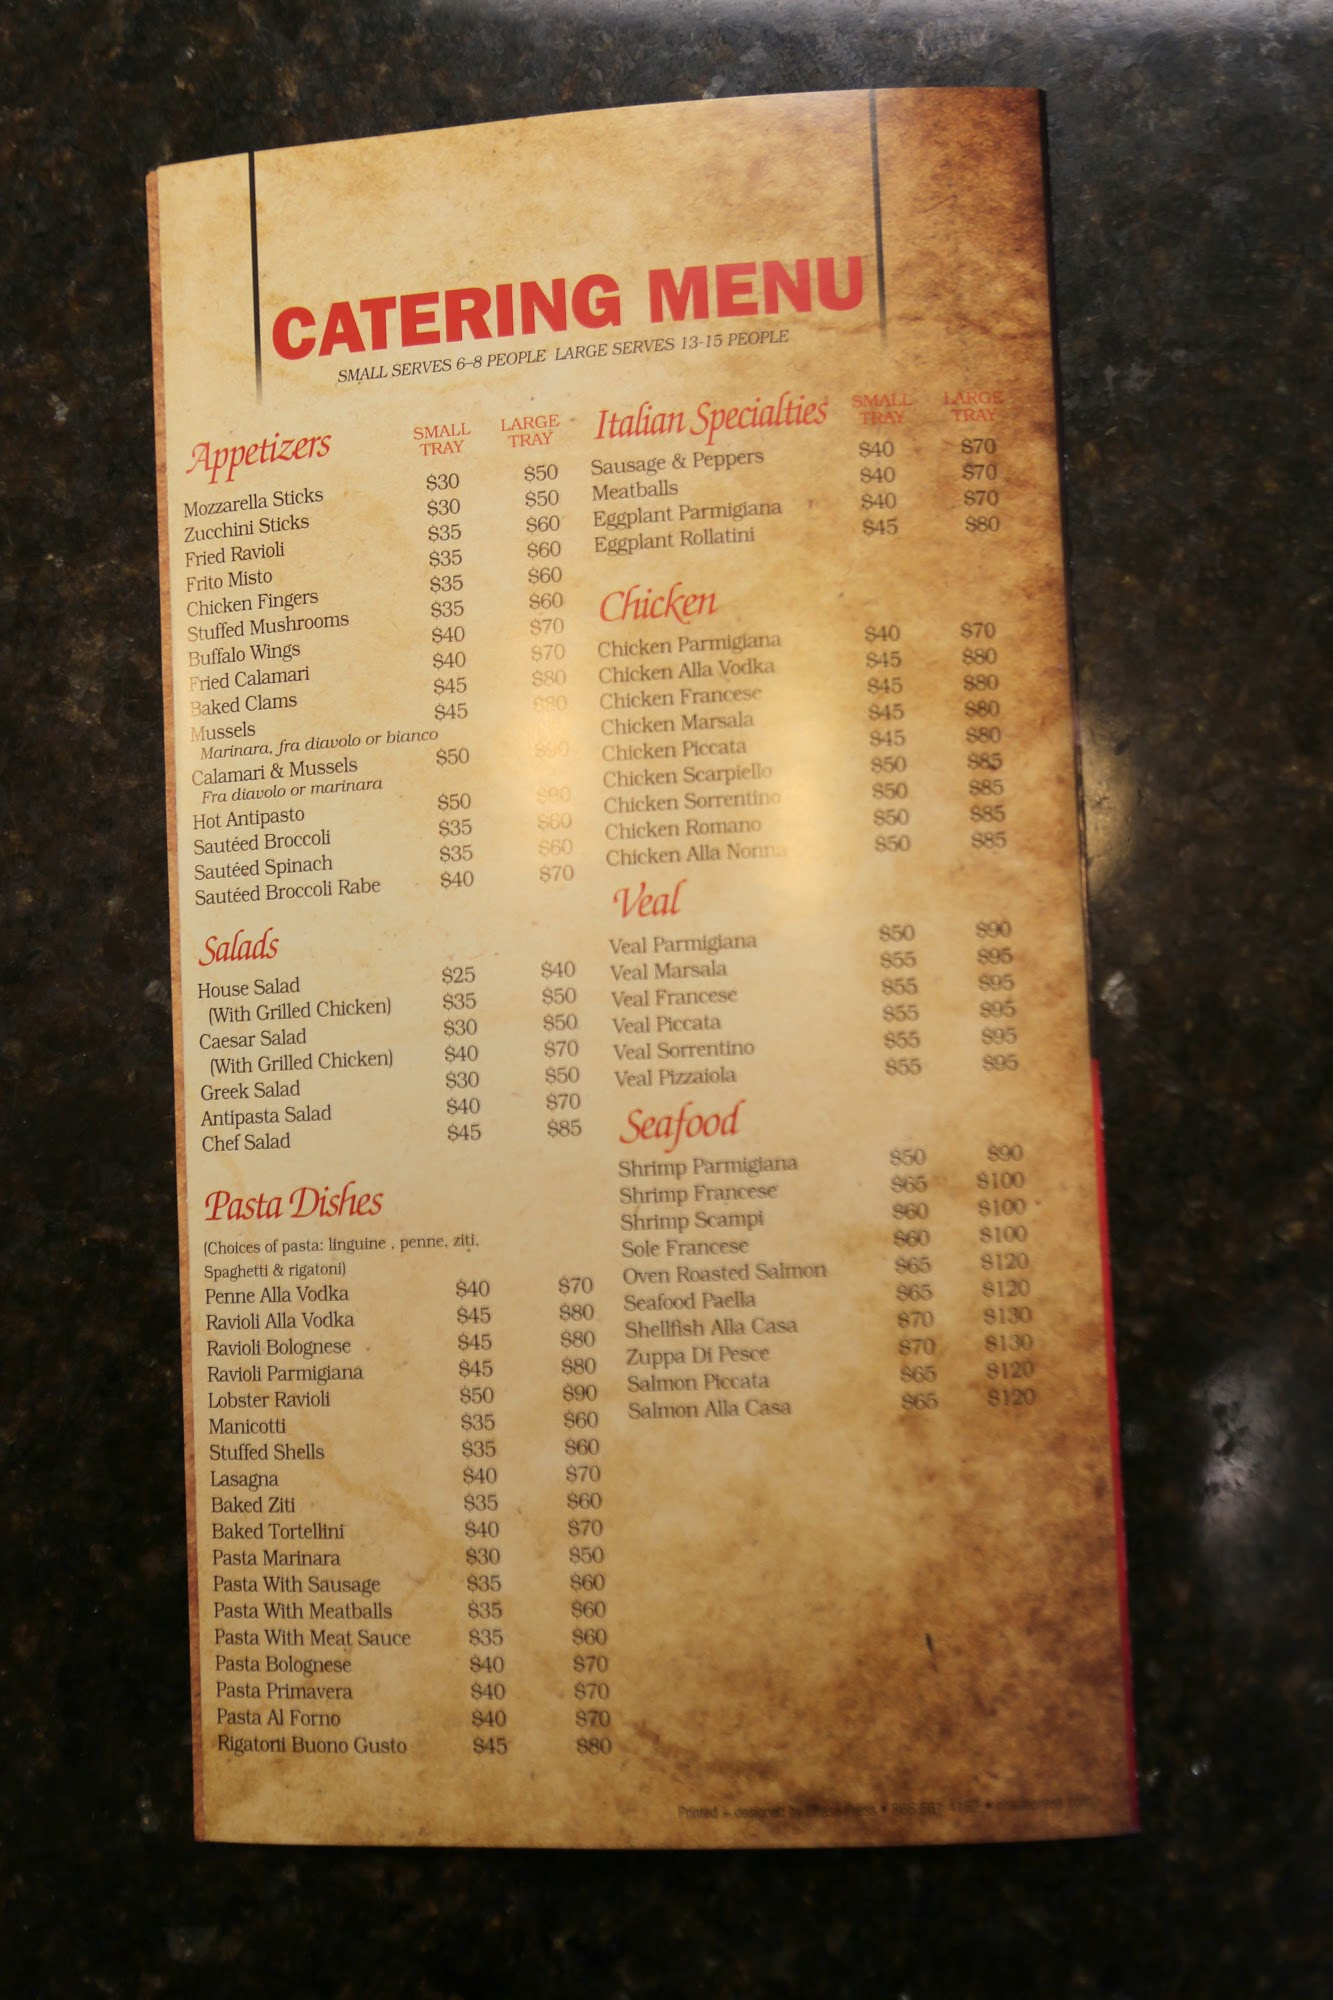 CATERING MENU
SMALL SERVES 6–8 PEOPLE LARGE SERVES 13-15 PEOPLE
Appetizers SMALL TRAY LARGE TRAY
Mozzarella Sticks $30 $50
Zucchini Sticks $30 $50
Fried Ravioli $35 $60
Frito Misto $35 $60
Chicken Fingers $35 $60
Stuffed Mushrooms $35 $60
Buffalo Wings $40 $70
Fried Calamari $40 $70
Baked Clams $45 $80
Mussels $45 $80
Marinara, fra diavolo or bianco
Calamari & Mussels $50 $90
Fra diavolo or marinara
Hot Antipasto $50 $90
Sautéed Broccoli $35 $60
Sautéed Spinach $35 $60
Sautéed Broccoli Rabe $40 $70
Salads
House Salad $25 $40
(With Grilled Chicken) $35 $50
Caesar Salad $30 $50
(With Grilled Chicken) $40 $70
Greek Salad $30 $50
Antipasta Salad $40 $70
Chef Salad $45 $85
Pasta Dishes
(Choices of pasta: linguine , penne, ziti,
Spaghetti & rigatoni)
Penne Alla Vodka $40 $70
Ravioli Alla Vodka $45 $80
Ravioli Bolognese $45 $80
Ravioli Parmigiana $45 $80
Lobster Ravioli $50 $90
Manicotti $35 $60
Stuffed Shells $35 $60
Lasagna $40 $70
Baked Ziti $35 $60
Baked Tortellini $40 $70
Pasta Marinara $30 $50
Pasta With Sausage $35 $60
Pasta With Meatballs $35 $60
Pasta With Meat Sauce $35 $60
Pasta Bolognese $40 $70
Pasta Primavera $40 $70
Pasta Al Forno $40 $70
Rigatoni Buono Gusto $45 $80
Italian Specialties SMALL TRAY LARGE TRAY
Sausage & Peppers $40 $70
Meatballs $40 $70
Eggplant Parmigiana $40 $70
Eggplant Rollatini $45 $80
Chicken
Chicken Parmigiana $40 $70
Chicken Alla Vodka $45 $80
Chicken Francese $45 $80
Chicken Marsala $45 $80
Chicken Piccata $45 $80
Chicken Scarpiello $50 $85
Chicken Sorrentino $50 $85
Chicken Romano $50 $85
Chicken Alla Nonna $50 $85
Veal
Veal Parmigiana $50 $90
Veal Marsala $55 $95
Veal Francese $55 $95
Veal Piccata $55 $95
Veal Sorrentino $55 $95
Veal Pizzaiola $55 $95
Seafood
Shrimp Parmigiana $50 $90
Shrimp Francese $65 $100
Shrimp Scampi $60 $100
Sole Francese $60 $100
Oven Roasted Salmon $65 $120
Seafood Paella $65 $120
Shellfish Alla Casa $70 $130
Zuppa Di Pesce $70 $130
Salmon Piccata $65 $120
Salmon Alla Casa $65 $120
Printed + designed by